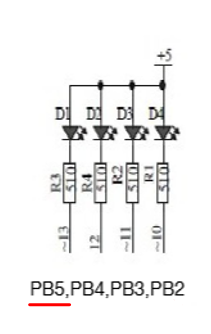 +5
D1 D2 D3 D4
R3 510 R4 510 R2 510 R1 510
~13 12 ~11 ~10
PB5,PB4,PB3,PB2